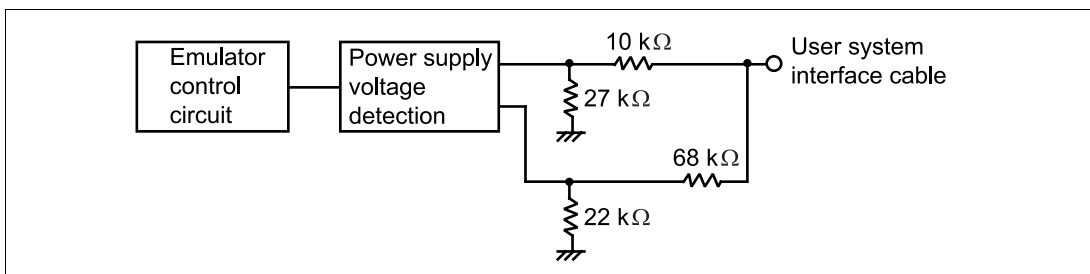 Emulator
control
circuit
Power supply
voltage
detection
10 kΩ
27 kΩ
68 kΩ
22 kΩ
User system
interface cable